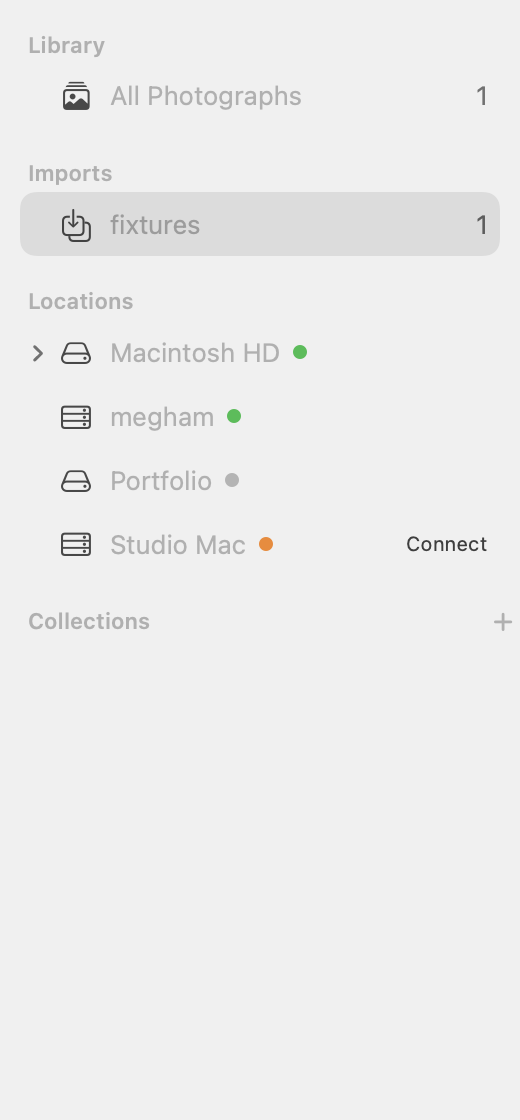 Library
All Photographs 1
Imports
fixtures 1
Locations
Macintosh HD
megham
Portfolio
Studio Mac Connect
Collections +